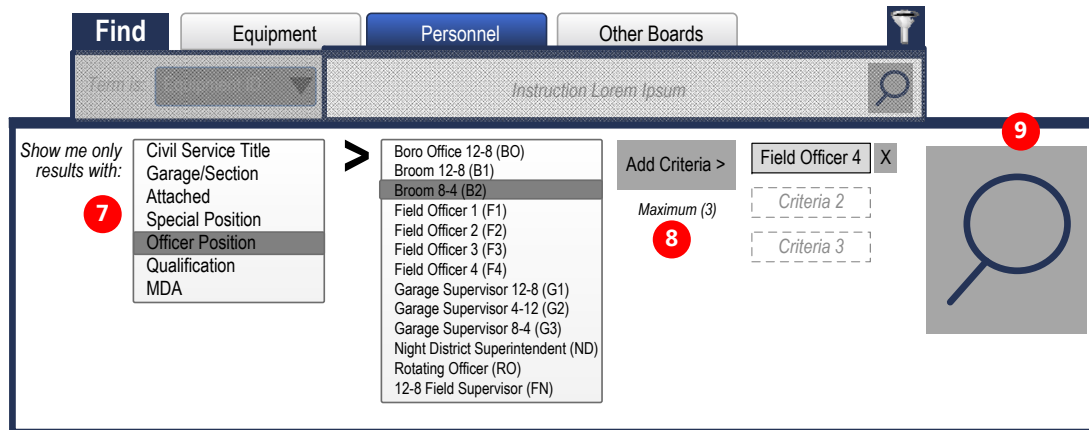 Find
Equipment
Personnel
Other Boards
Term is:
Equipment ID
Instruction Lorem Ipsum
Show me only
results with:
7
Civil Service Title
Garage/Section
Attached
Special Position
Officer Position
Qualification
MDA
>
Boro Office 12-8 (BO)
Broom 12-8 (B1)
Broom 8-4 (B2)
Field Officer 1 (F1)
Field Officer 2 (F2)
Field Officer 3 (F3)
Field Officer 4 (F4)
Garage Supervisor 12-8 (G1)
Garage Supervisor 4-12 (G2)
Garage Supervisor 8-4 (G3)
Night District Superintendent (ND)
Rotating Officer (RO)
12-8 Field Supervisor (FN)
Add Criteria >
Maximum (3)
8
Field Officer 4 X
Criteria 2
Criteria 3
9